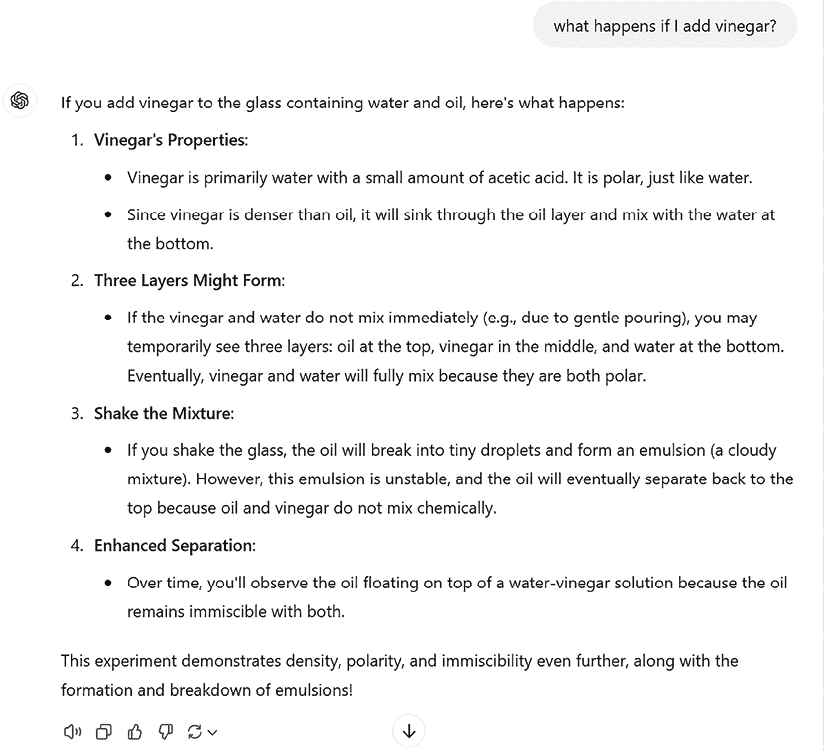 what happens if I add vinegar?
If you add vinegar to the glass containing water and oil, here's what happens:
1. Vinegar's Properties:
• Vinegar is primarily water with a small amount of acetic acid. It is polar, just like water.
• Since vinegar is denser than oil, it will sink through the oil layer and mix with the water at
the bottom.
2. Three Layers Might Form:
• If the vinegar and water do not mix immediately (e.g., due to gentle pouring), you may
temporarily see three layers: oil at the top, vinegar in the middle, and water at the bottom.
Eventually, vinegar and water will fully mix because they are both polar.
3. Shake the Mixture:
• If you shake the glass, the oil will break into tiny droplets and form an emulsion (a cloudy
mixture). However, this emulsion is unstable, and the oil will eventually separate back to the
top because oil and vinegar do not mix chemically.
4. Enhanced Separation:
• Over time, you'll observe the oil floating on top of a water-vinegar solution because the oil
remains immiscible with both.
This experiment demonstrates density, polarity, and immiscibility even further, along with the
formation and breakdown of emulsions!